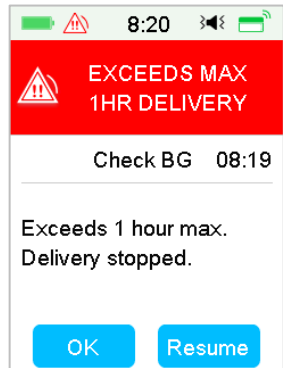 8:20
EXCEEDS MAX
1HR DELIVERY
Check BG 08:19
Exceeds 1 hour max.
Delivery stopped.
OK Resume